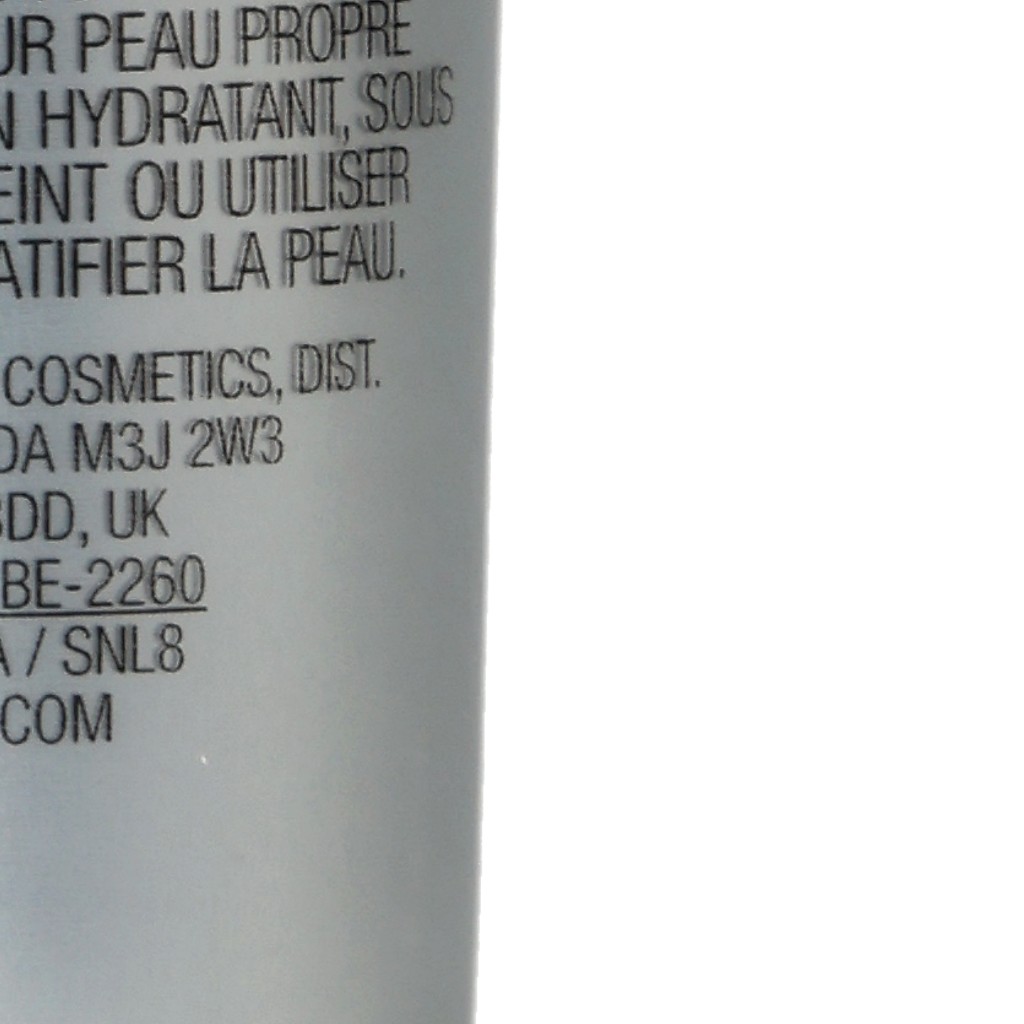 UR PEAU PROPRE
N HYDRATANT, SOUS
EINT OU UTILISER
ATIFIER LA PEAU.
COSMETICS, DIST.
DA M3J 2W3
3DD, UK
BE-2260
A / SNL8
.COM